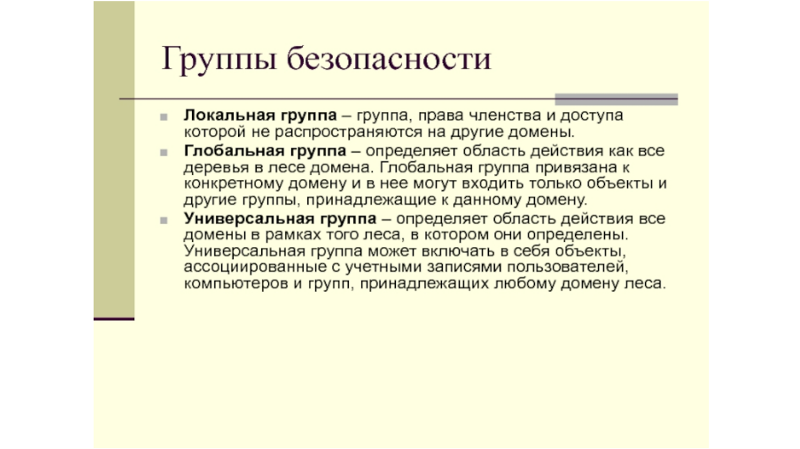 Группы безопасности
Локальная группа – группа, права членства и доступа
которой не распространяются на другие домены.
Глобальная группа – определяет область действия как все
деревья в лесе домена. Глобальная группа привязана к
конкретному домену и в нее могут входить только объекты и
другие группы, принадлежащие к данному домену.
Универсальная группа – определяет область действия все
домены в рамках того леса, в котором они определены.
Универсальная группа может включать в себя объекты,
ассоциированные с учетными записями пользователей,
компьютеров и групп, принадлежащих любому домену леса.